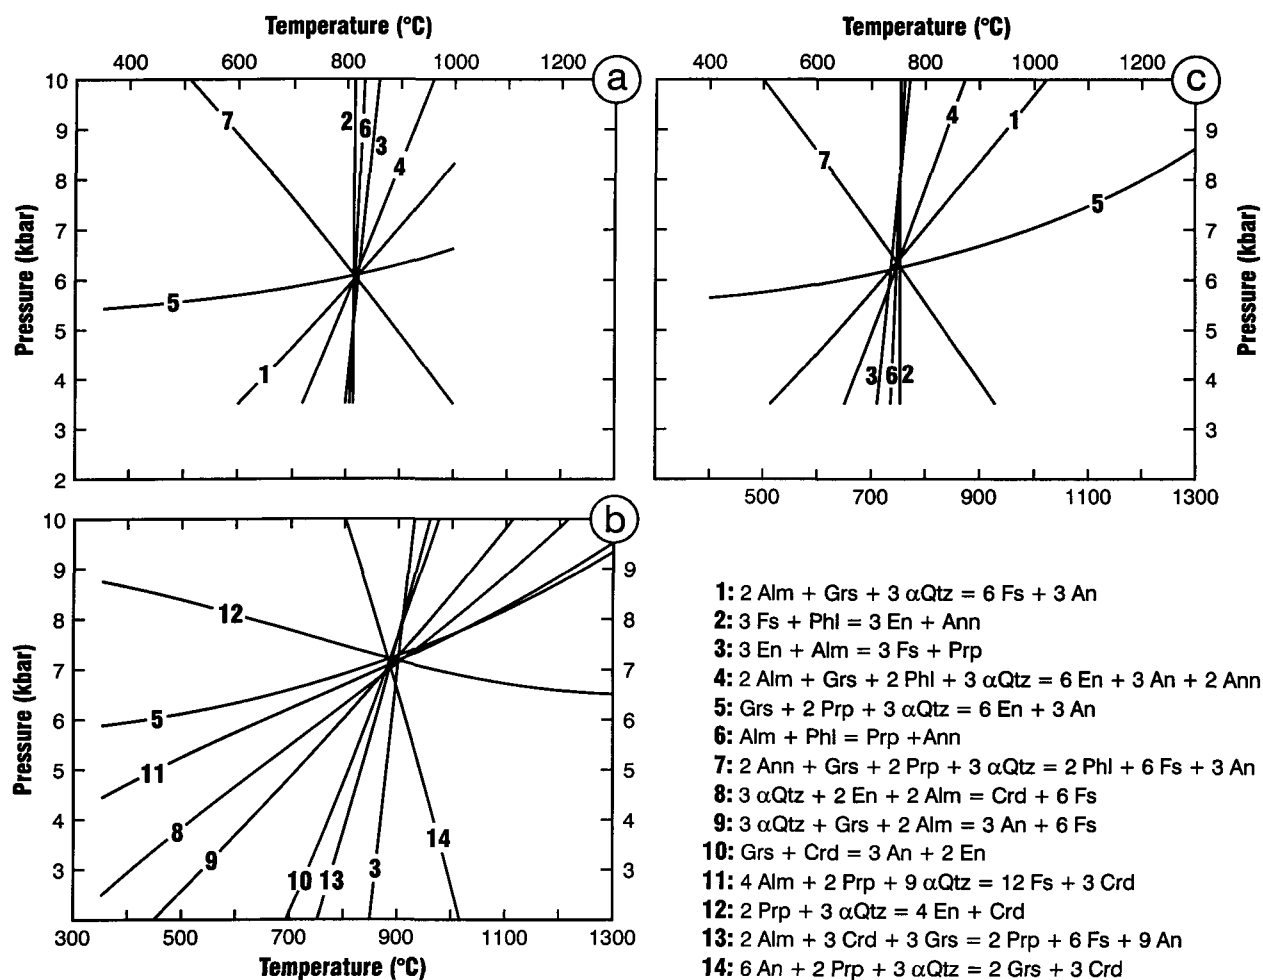 Temperature (°C)
400 600 800 1000 1200
a
10
9
8
7
6
5
4
3
2
Pressure (kbar)
7
2
6
3
4
5
1
Temperature (°C)
400 600 800 1000 1200
c
9
8
7
6
5
4
3
Pressure (kbar)
4
1
7
5
3 6 2
500 700 900 1100 1300
b
10
9
8
7
6
5
4
3
Pressure (kbar)
9
8
7
6
5
4
3
12
5
11
8
9
10 13 3
14
300 500 700 900 1100 1300
Temperature (°C)
1: 2 Alm + Grs + 3 αQtz = 6 Fs + 3 An
2: 3 Fs + Phl = 3 En + Ann
3: 3 En + Alm = 3 Fs + Prp
4: 2 Alm + Grs + 2 Phl + 3 αQtz = 6 En + 3 An + 2 Ann
5: Grs + 2 Prp + 3 αQtz = 6 En + 3 An
6: Alm + Phl = Prp +Ann
7: 2 Ann + Grs + 2 Prp + 3 αQtz = 2 Phl + 6 Fs + 3 An
8: 3 αQtz + 2 En + 2 Alm = Crd + 6 Fs
9: 3 αQtz + Grs + 2 Alm = 3 An + 6 Fs
10: Grs + Crd = 3 An + 2 En
11: 4 Alm + 2 Prp + 9 αQtz = 12 Fs + 3 Crd
12: 2 Prp + 3 αQtz = 4 En + Crd
13: 2 Alm + 3 Crd + 3 Grs = 2 Prp + 6 Fs + 9 An
14: 6 An + 2 Prp + 3 αQtz = 2 Grs + 3 Crd